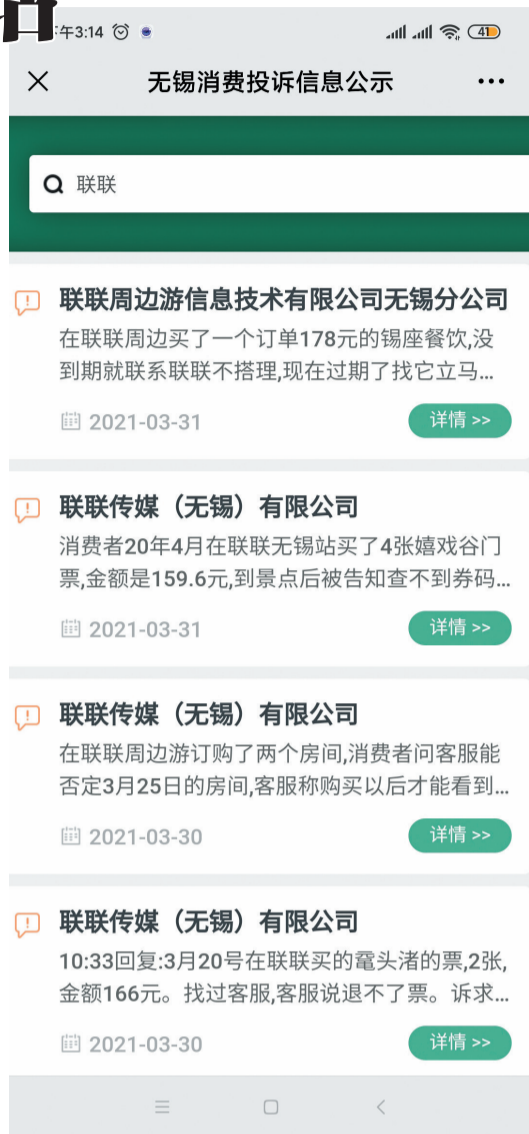 午3:14
41
无锡消费投诉信息公示
联联
联联周边游信息技术有限公司无锡分公司
在联联周边买了一个订单178元的锡座餐饮,没
到期就联系联联不搭理,现在过期了找它立马...
2021-03-31 详情 >>
联联传媒（无锡）有限公司
消费者20年4月在联联无锡站买了4张嬉戏谷门
票,金额是159.6元,到景点后被告知查不到券码...
2021-03-31 详情 >>
联联传媒（无锡）有限公司
在联联周边游订购了两个房间,消费者问客服能
否定3月25日的房间,客服称购买以后才能看到...
2021-03-30 详情 >>
联联传媒（无锡）有限公司
10:33回复:3月20号在联联买的鼋头渚的票,2张,
金额166元。找过客服,客服说退不了票。诉求...
2021-03-30 详情 >>